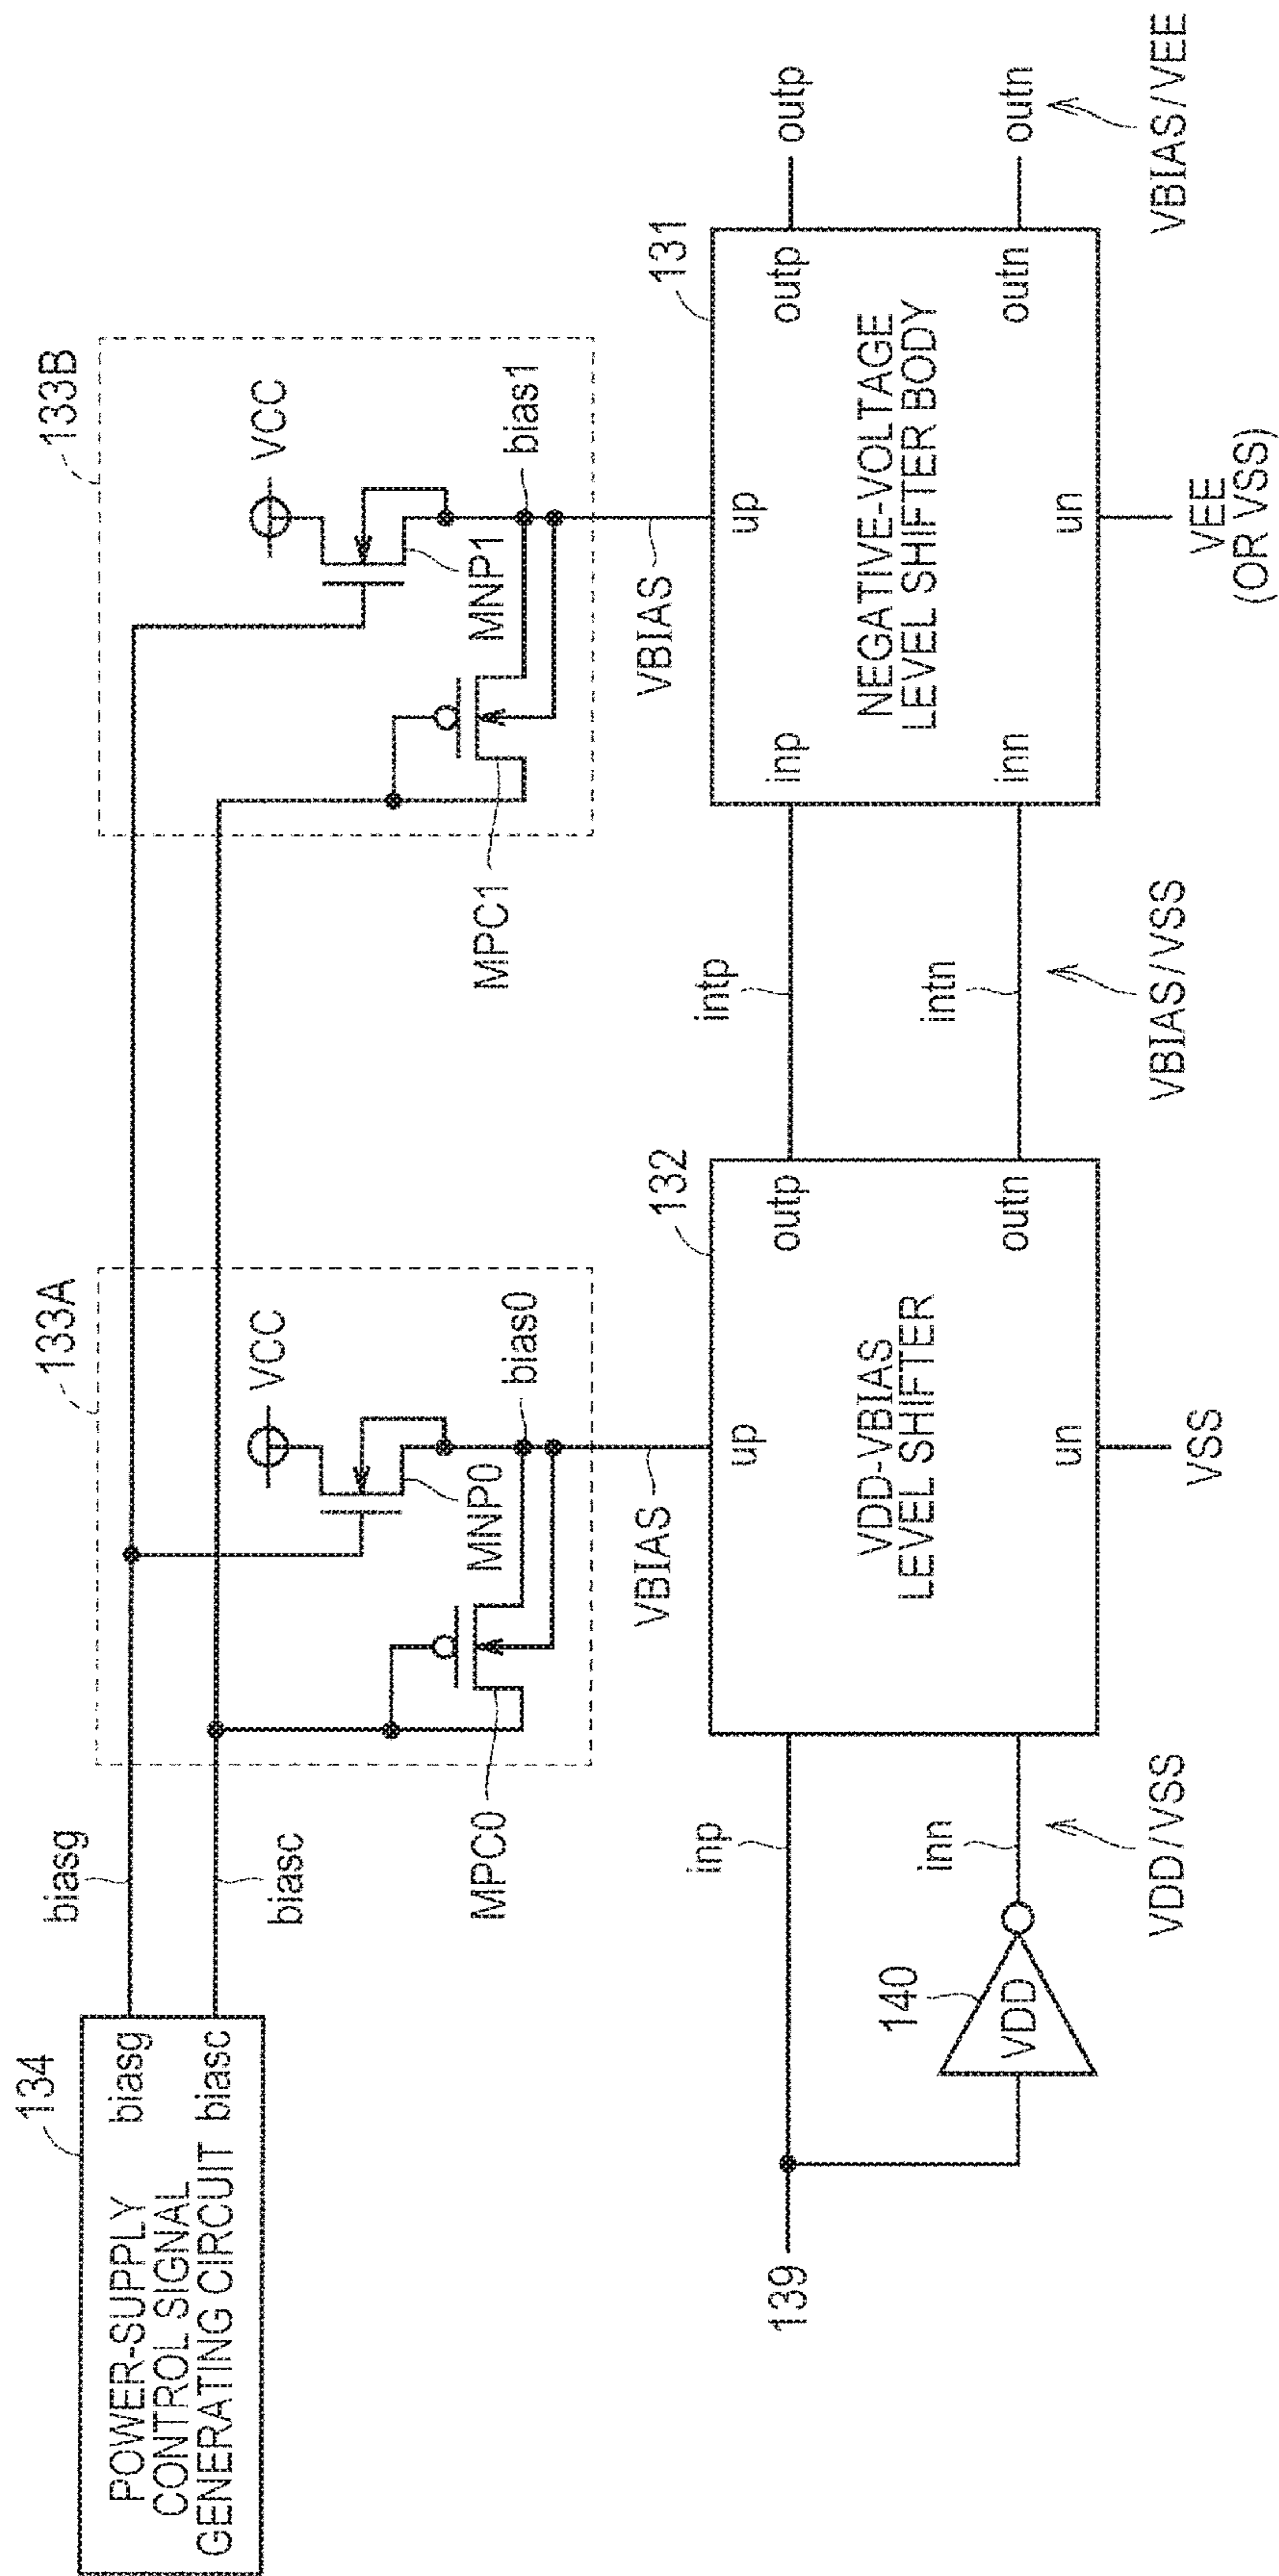 134
POWER-SUPPLY
CONTROL SIGNAL
GENERATING CIRCUIT
biasg
biasc
biasg
biasc
133A
VCC
MNP0
bias0
MPC0
VBIAS
133B
VCC
MNP1
bias1
MPC1
VBIAS
139
140
VDD
inp
inn
VDD/VSS
132
up
VDD-VBIAS
LEVEL SHIFTER
outp
outn
un
VSS
intp
intn
VBIAS/VSS
131
up
inp
inn
NEGATIVE-VOLTAGE
LEVEL SHIFTER BODY
outp
outn
un
VEE
(OR VSS)
outp
outn
VBIAS/VEE